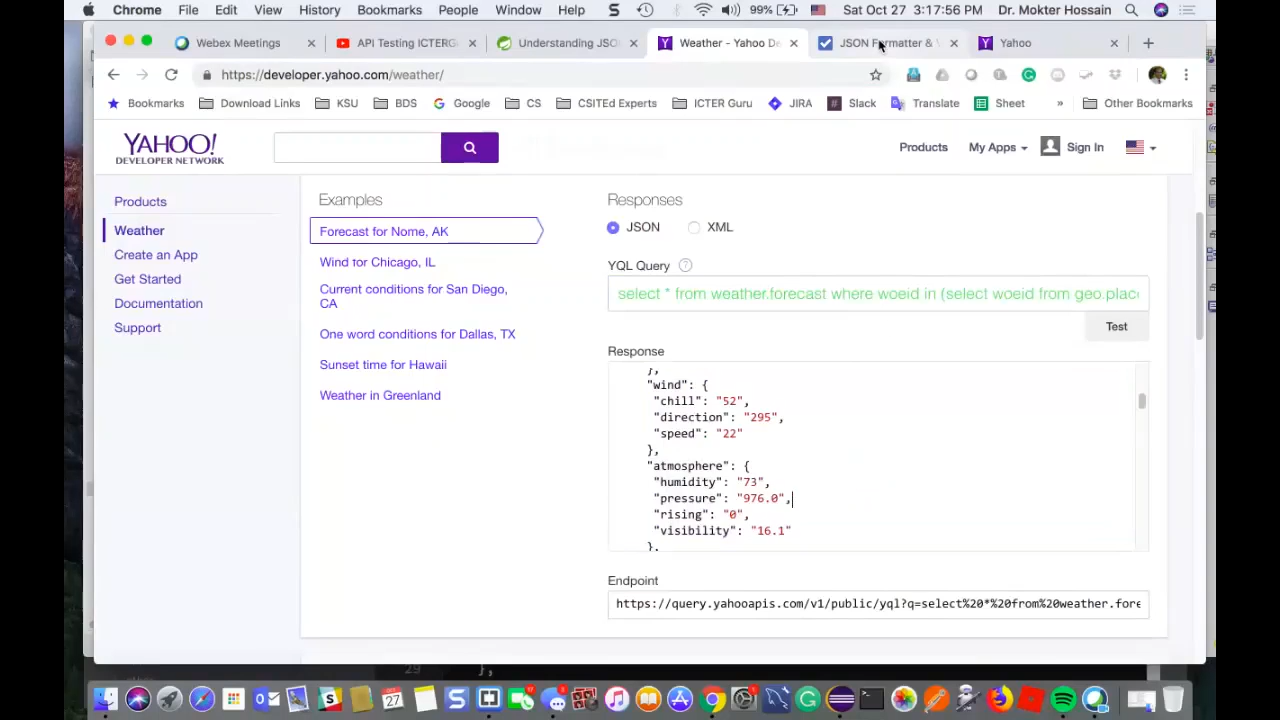 Chrome File Edit View History Bookmarks People Window Help S 99% Sat Oct 27 3:17:56 PM Dr. Mokter Hossain
Webex Meetings API Testing ICTERG Understanding JSO Weather - Yahoo De JSON Formatter & V Yahoo
https://developer.yahoo.com/weather/
Bookmarks Download Links KSU BDS Google CS CSITEd Experts ICTER Guru JIRA Slack Translate Sheet » Other Bookmarks
YAHOO!
DEVELOPER NETWORK
Products My Apps Sign In
Products
Weather
Create an App
Get Started
Documentation
Support
Examples
Forecast for Nome, AK
Wind for Chicago, IL
Current conditions for San Diego,
CA
One word conditions for Dallas, TX
Sunset time for Hawaii
Weather in Greenland
Responses
JSON XML
YQL Query ?
select * from weather.forecast where woeid in (select woeid from geo.place
Test
Response
},
"wind": {
"chill": "52",
"direction": "295",
"speed": "22"
},
"atmosphere": {
"humidity": "73",
"pressure": "976.0",
"rising": "0",
"visibility": "16.1"
},
Endpoint
https://query.yahooapis.com/v1/public/yql?q=select%20*%20from%20weather.fore
29 },